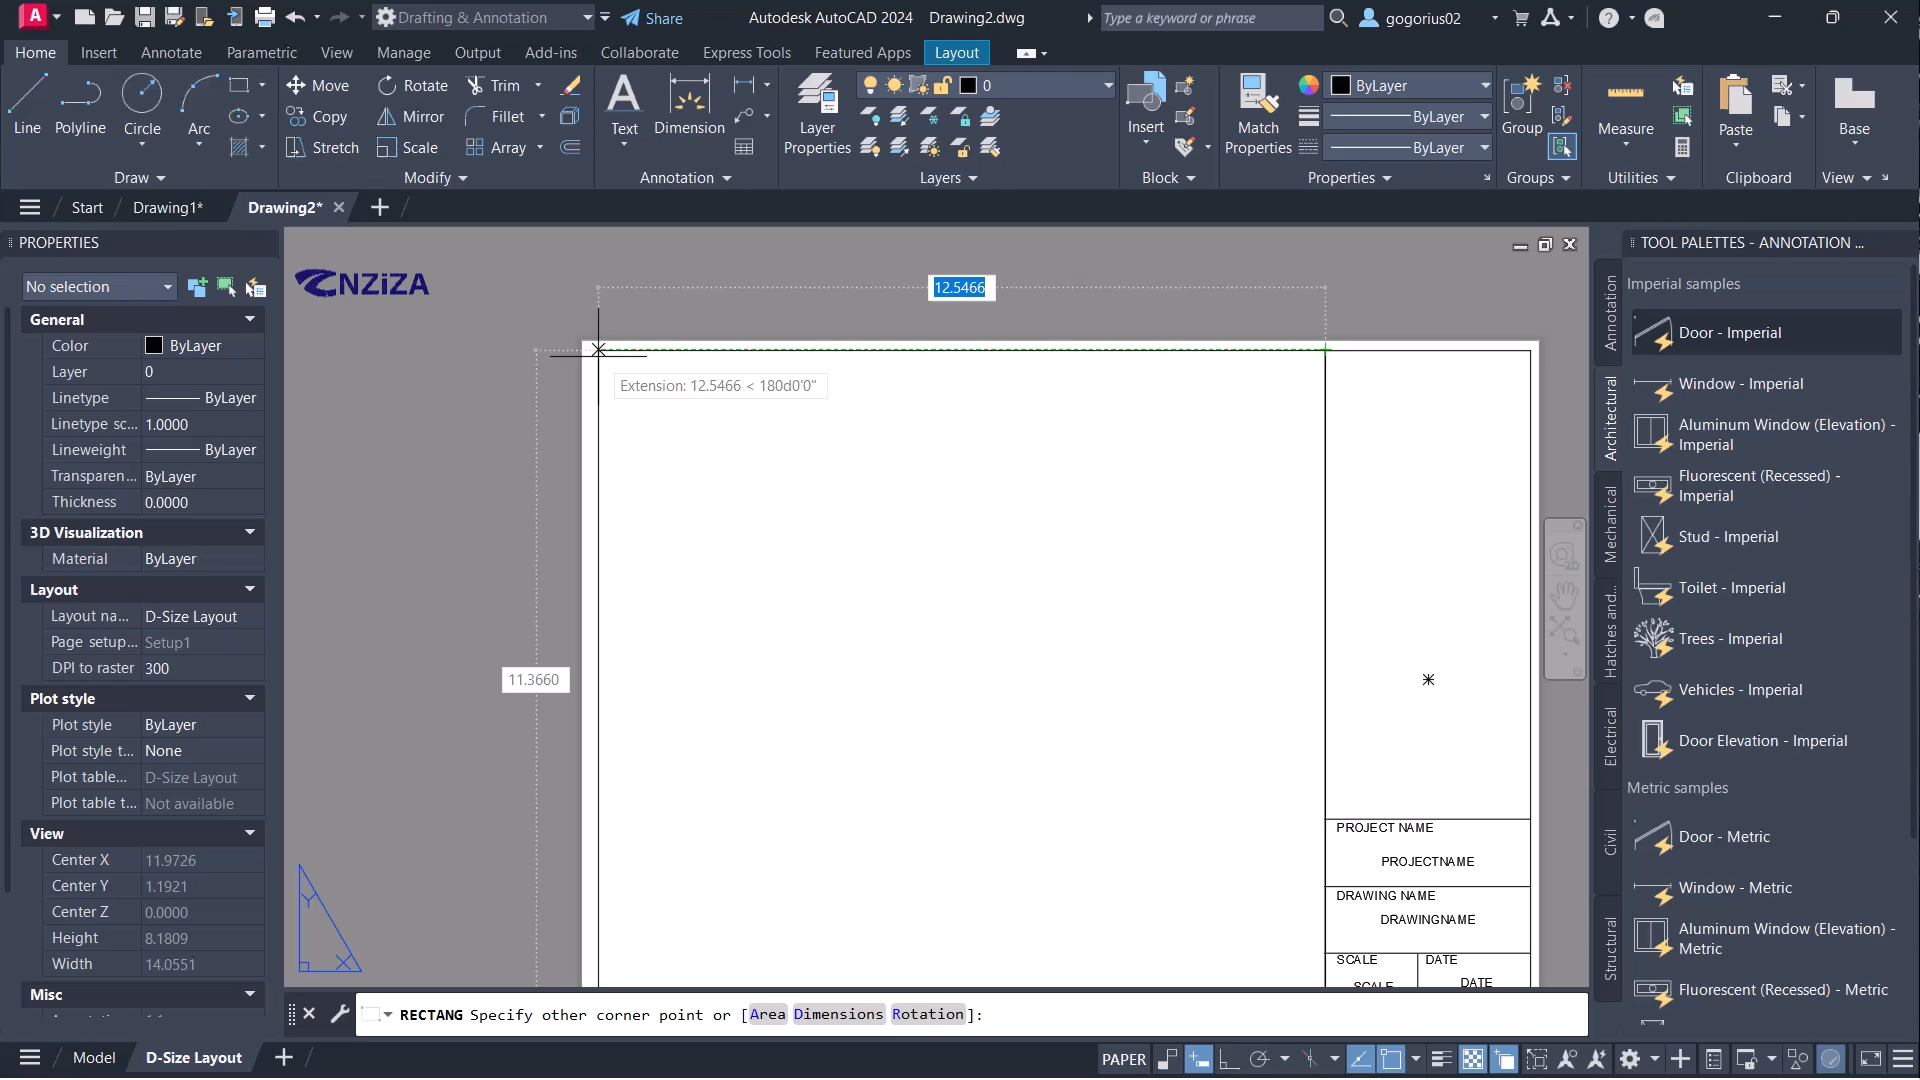 Drafting & Annotation
Share
Autodesk AutoCAD 2024 Drawing2.dwg
Type a keyword or phrase
gogorius02
Home
Insert
Annotate
Parametric
View
Manage
Output
Add-ins
Collaborate
Express Tools
Featured Apps
Layout
Line
Polyline
Circle
Arc
Draw
Move
Rotate
Trim
Copy
Mirror
Fillet
Stretch
Scale
Array
Modify
Text
Dimension
Annotation
Layer
Properties
0
Layers
Insert
Block
Match
Properties
ByLayer
ByLayer
ByLayer
Properties
Group
Groups
Measure
Utilities
Paste
Clipboard
Base
View
Start
Drawing1*
Drawing2*
PROPERTIES
No selection
General
Color ByLayer
Layer 0
Linetype ByLayer
Linetype sc... 1.0000
Lineweight ByLayer
Transparen... ByLayer
Thickness 0.0000
3D Visualization
Material ByLayer
Layout
Layout na... D-Size Layout
Page setup... Setup1
DPI to raster 300
Plot style
Plot style ByLayer
Plot style t... None
Plot table... D-Size Layout
Plot table t... Not available
View
Center X 11.9726
Center Y 1.1921
Center Z 0.0000
Height 8.1809
Width 14.0551
Misc
CNZiZA
12.5466
Extension: 12.5466 < 180d0'0"
11.3660
Y
X
PROJECT NAME
PROJECTNAME
DRAWING NAME
DRAWINGNAME
SCALE
DATE
SCALE
DATE
2D
TOOL PALETTES - ANNOTATION ...
Annotation
Architectural
Mechanical
Hatches and...
Electrical
Civil
Structural
Imperial samples
Door - Imperial
Window - Imperial
Aluminum Window (Elevation) -
Imperial
Fluorescent (Recessed) -
Imperial
Stud - Imperial
Toilet - Imperial
Trees - Imperial
Vehicles - Imperial
Door Elevation - Imperial
Metric samples
Door - Metric
Window - Metric
Aluminum Window (Elevation) -
Metric
Fluorescent (Recessed) - Metric
RECTANG Specify other corner point or [Area Dimensions Rotation]:
Model
D-Size Layout
PAPER